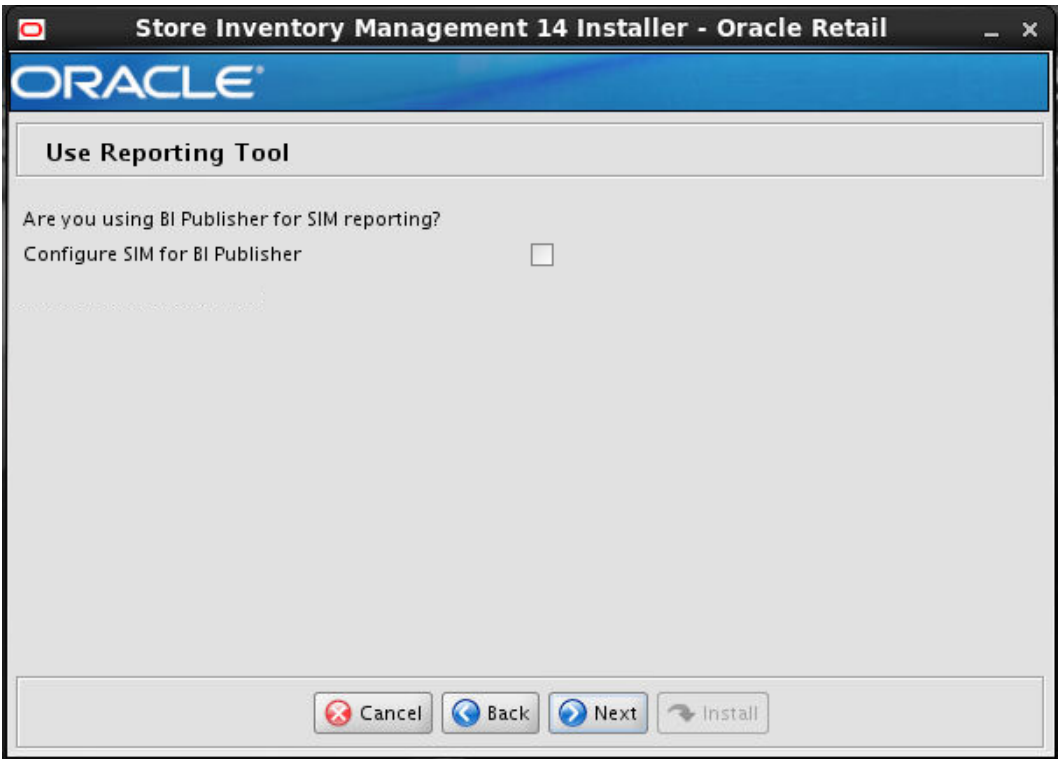 Store Inventory Management 14 Installer - Oracle Retail
ORACLE®
Use Reporting Tool
Are you using BI Publisher for SIM reporting?
Configure SIM for BI Publisher
Cancel Back Next Install